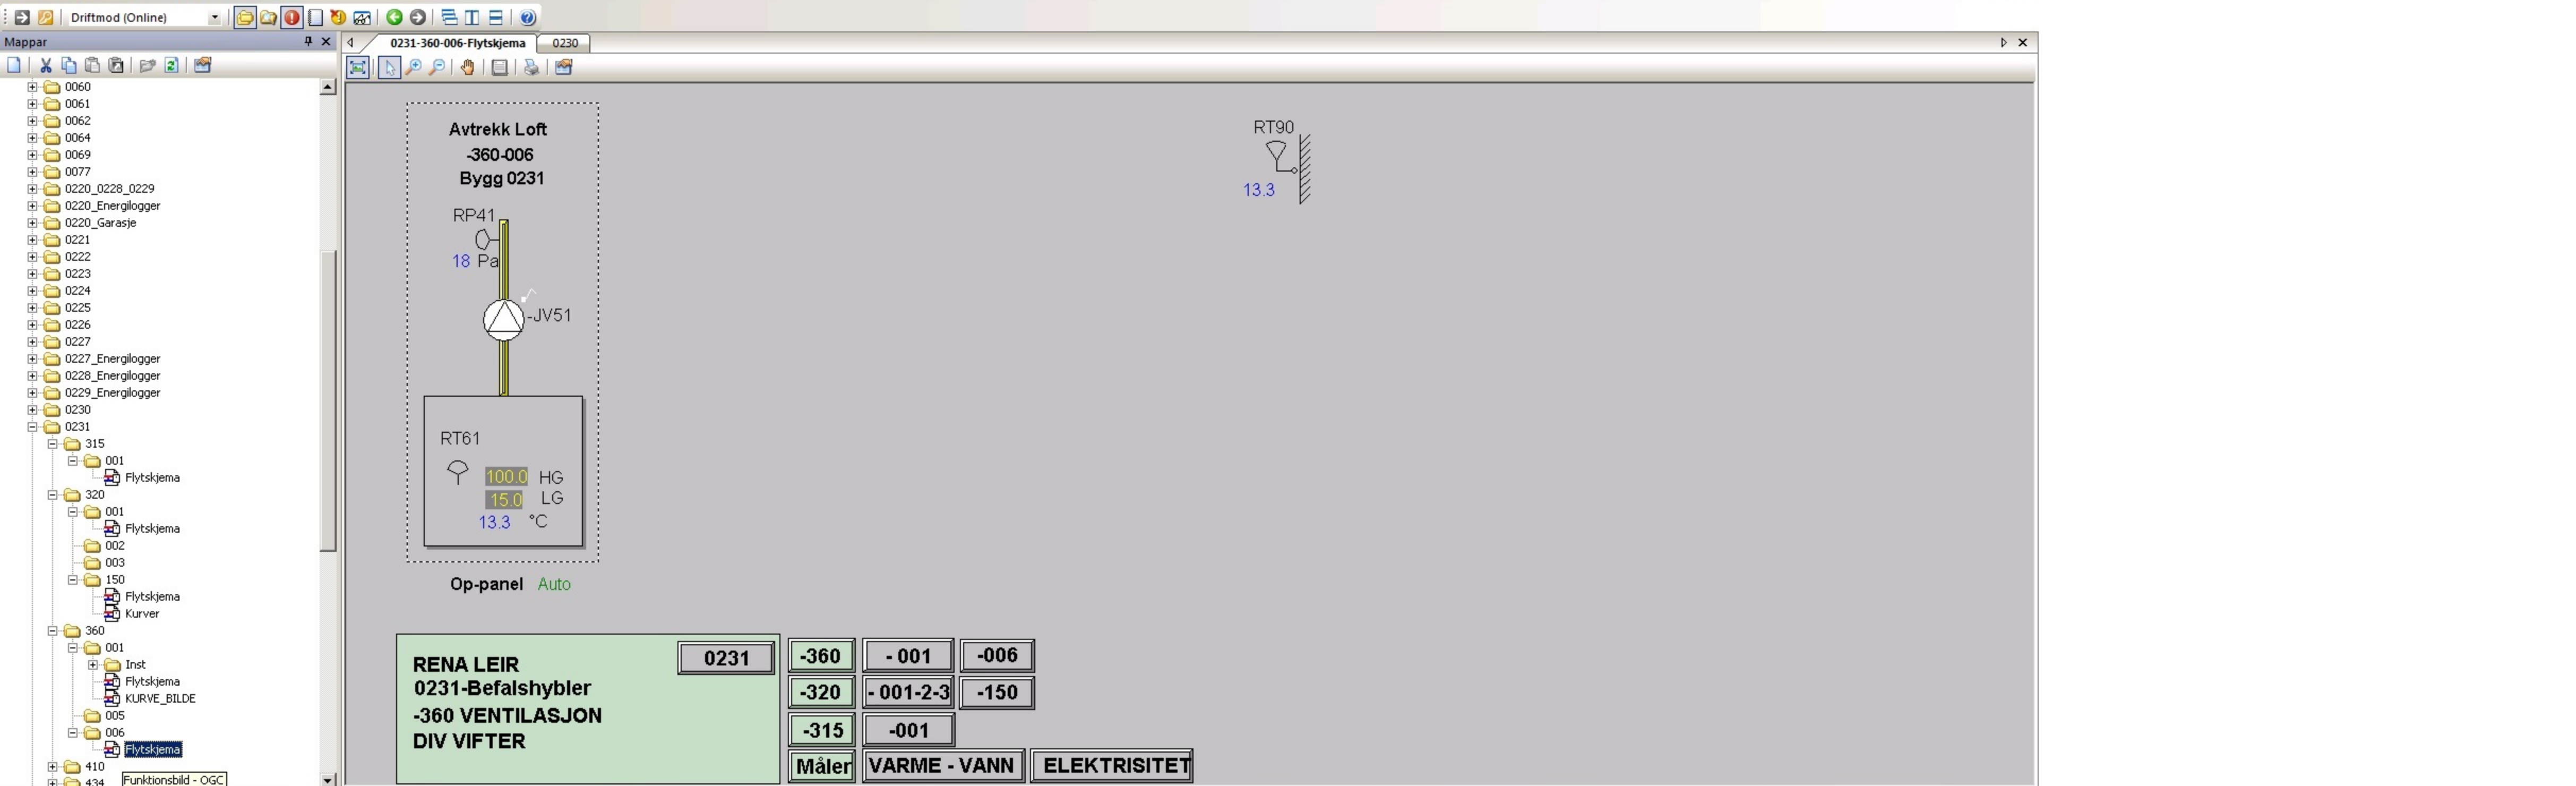 Driftmod (Online)
Mappar
0231-360-006-Flytskjema
0230
0060
0061
0062
0064
0069
0077
0220_0228_0229
0220_Energilogger
0220_Garasje
0221
0222
0223
0224
0225
0226
0227
0227_Energilogger
0228_Energilogger
0229_Energilogger
0230
0231
315
001
Flytskjema
320
001
Flytskjema
002
003
150
Flytskjema
Kurver
360
001
Inst
Flytskjema
KURVE_BILDE
005
006
Flytskjema
410
434
Funktionsbild - OGC
Avtrekk Loft
-360-006
Bygg 0231
RP41
18 Pa
-JV51
RT61
100.0 HG
15.0 LG
13.3 °C
Op-panel Auto
RT90
13.3
RENA LEIR
0231-Befalshybler
-360 VENTILASJON
DIV VIFTER
0231
-360 - 001 -006
-320 - 001-2-3 -150
-315 -001
Måler VARME - VANN ELEKTRISITET